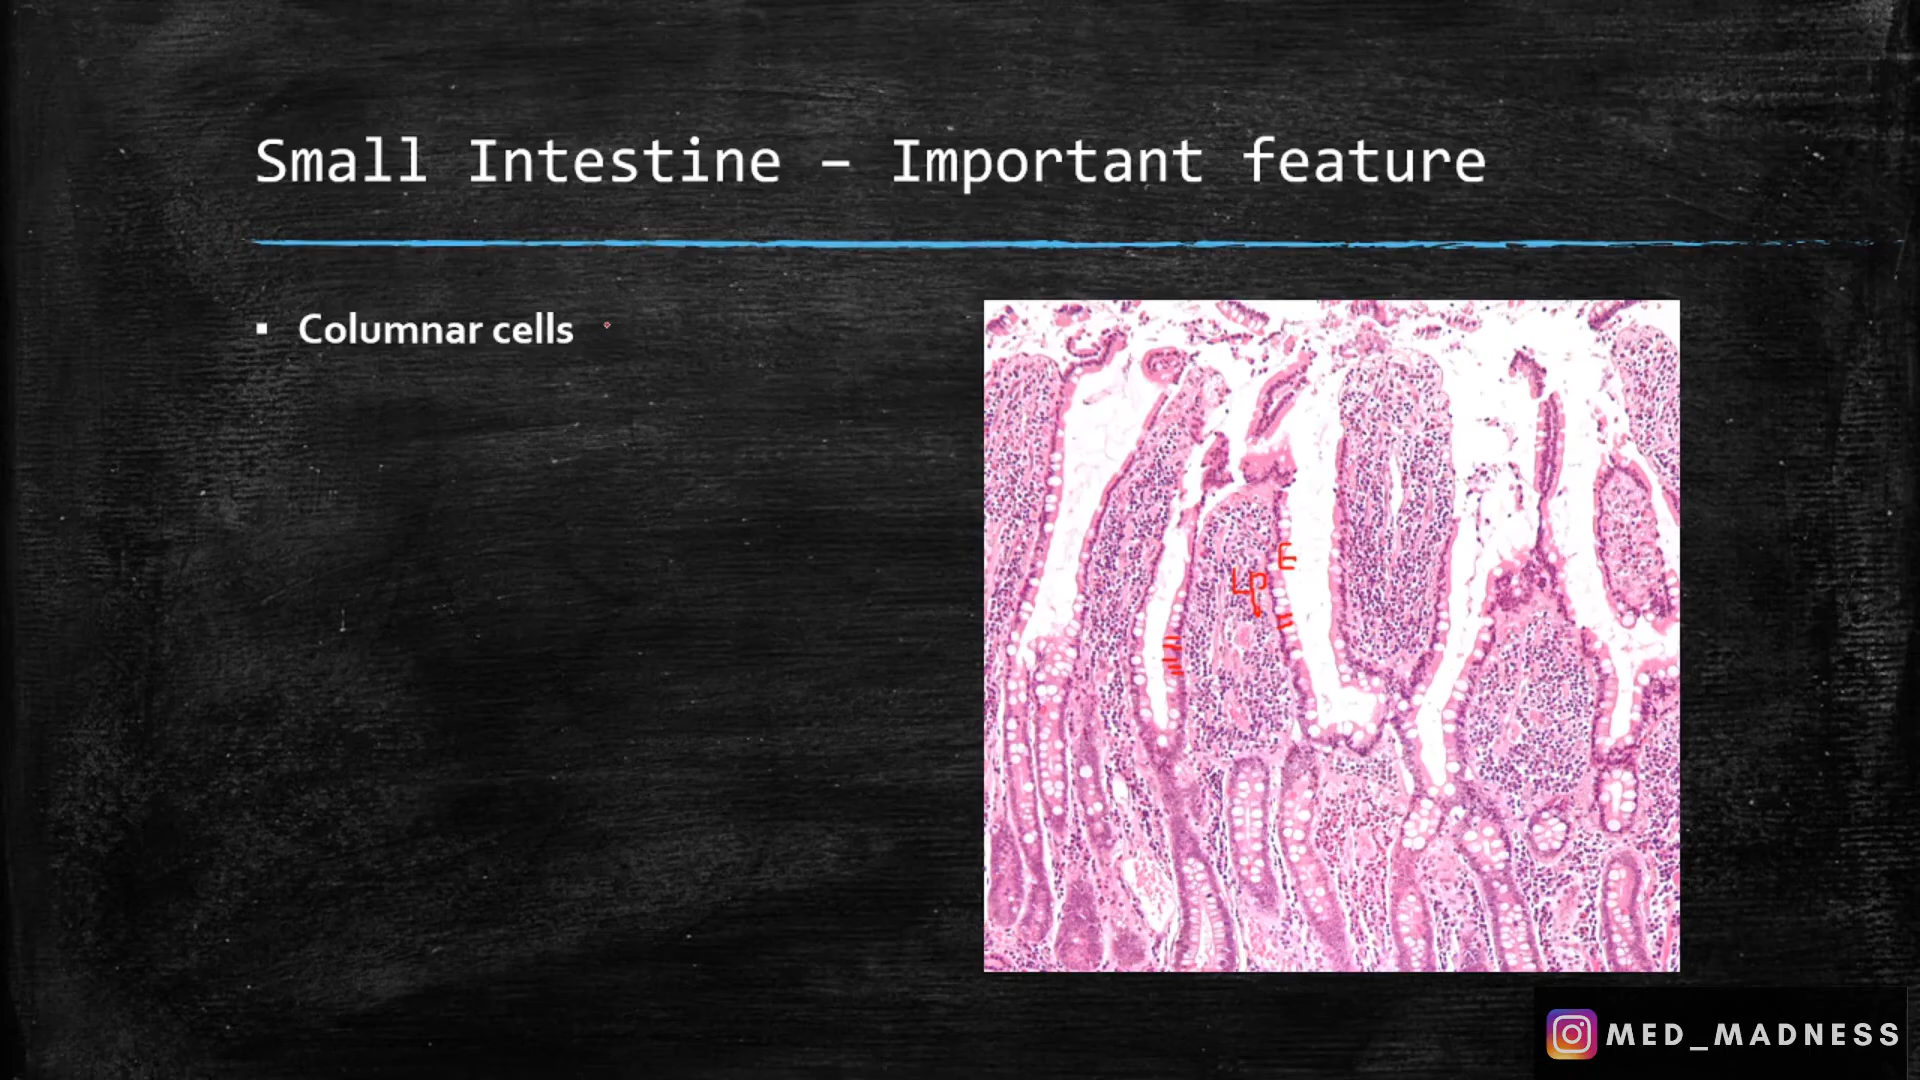 Small Intestine – Important feature
▪ Columnar cells
E
LP
MED_MADNESS